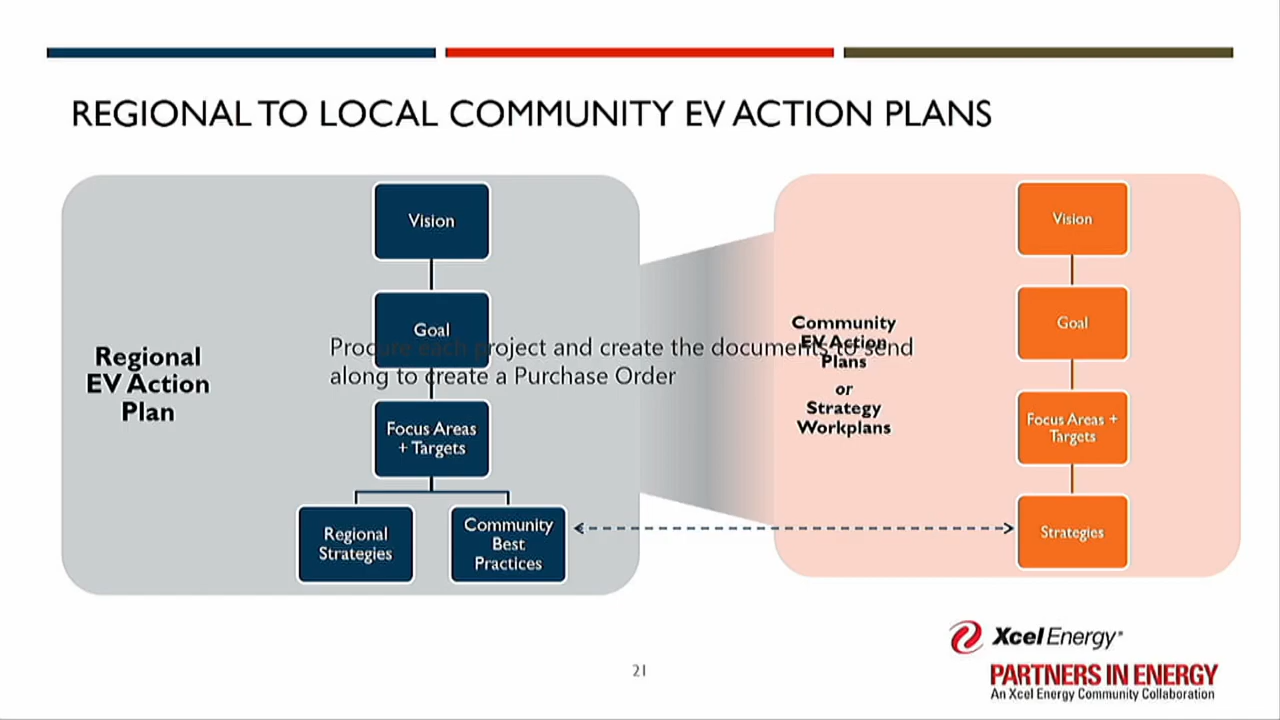 REGIONAL TO LOCAL COMMUNITY EV ACTION PLANS
Regional
EV Action
Plan
Vision
Goal
Focus Areas
+ Targets
Regional
Strategies
Community
Best
Practices
Procure each project and create the documents to send
along to create a Purchase Order
Community
EV Action
Plans
or
Strategy
Workplans
Vision
Goal
Focus Areas +
Targets
Strategies
Xcel Energy®
PARTNERS IN ENERGY
An Xcel Energy Community Collaboration
21